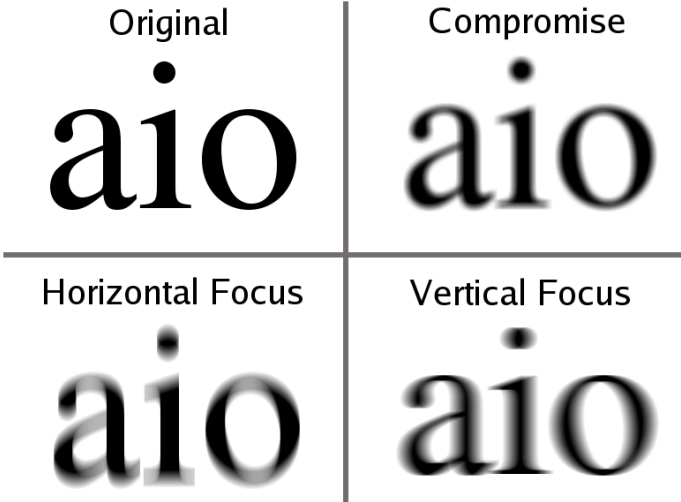 Original
aio
Compromise
aio
Horizontal Focus
aio
Vertical Focus
aio